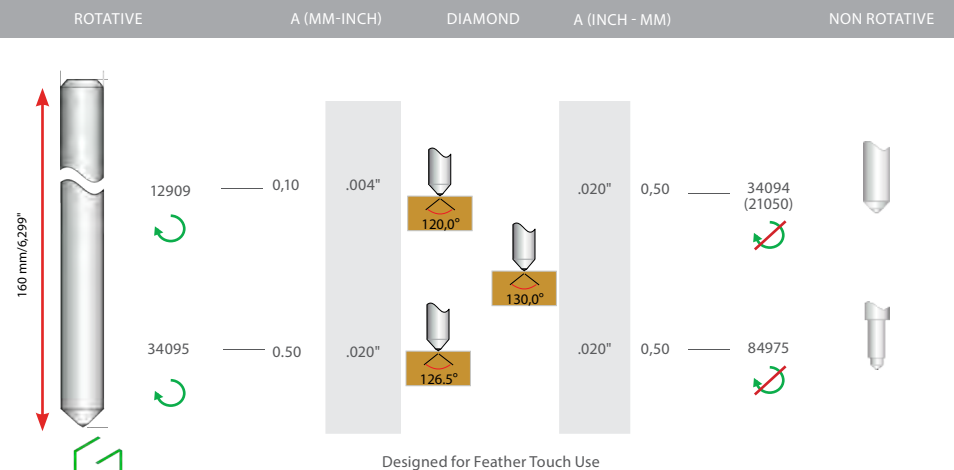 ROTATIVE A (MM-INCH) DIAMOND A (INCH - MM) NON ROTATIVE
160 mm/6,299"
12909 0,10 .004" 120,0° .020" 0,50 34094
(21050)
130,0°
34095 0.50 .020" 126.5° .020" 0,50 84975
Designed for Feather Touch Use